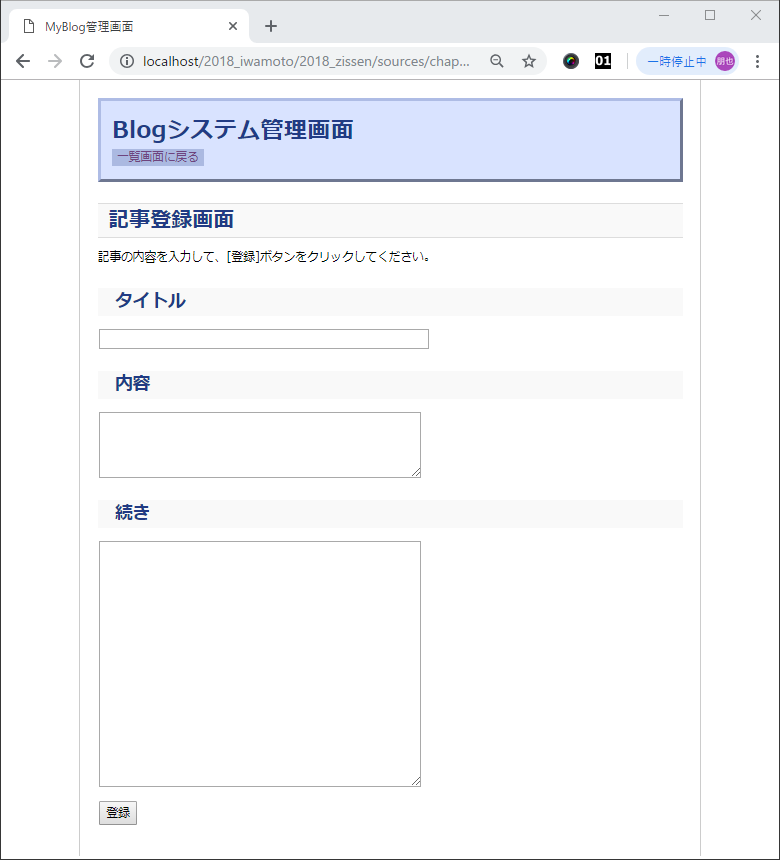 MyBlog管理画面
localhost/2018_iwamoto/2018_zissen/sources/chap...
01
一時停止中
朋也
Blogシステム管理画面
一覧画面に戻る
記事登録画面
記事の内容を入力して、[登録]ボタンをクリックしてください。
タイトル
内容
続き
登録